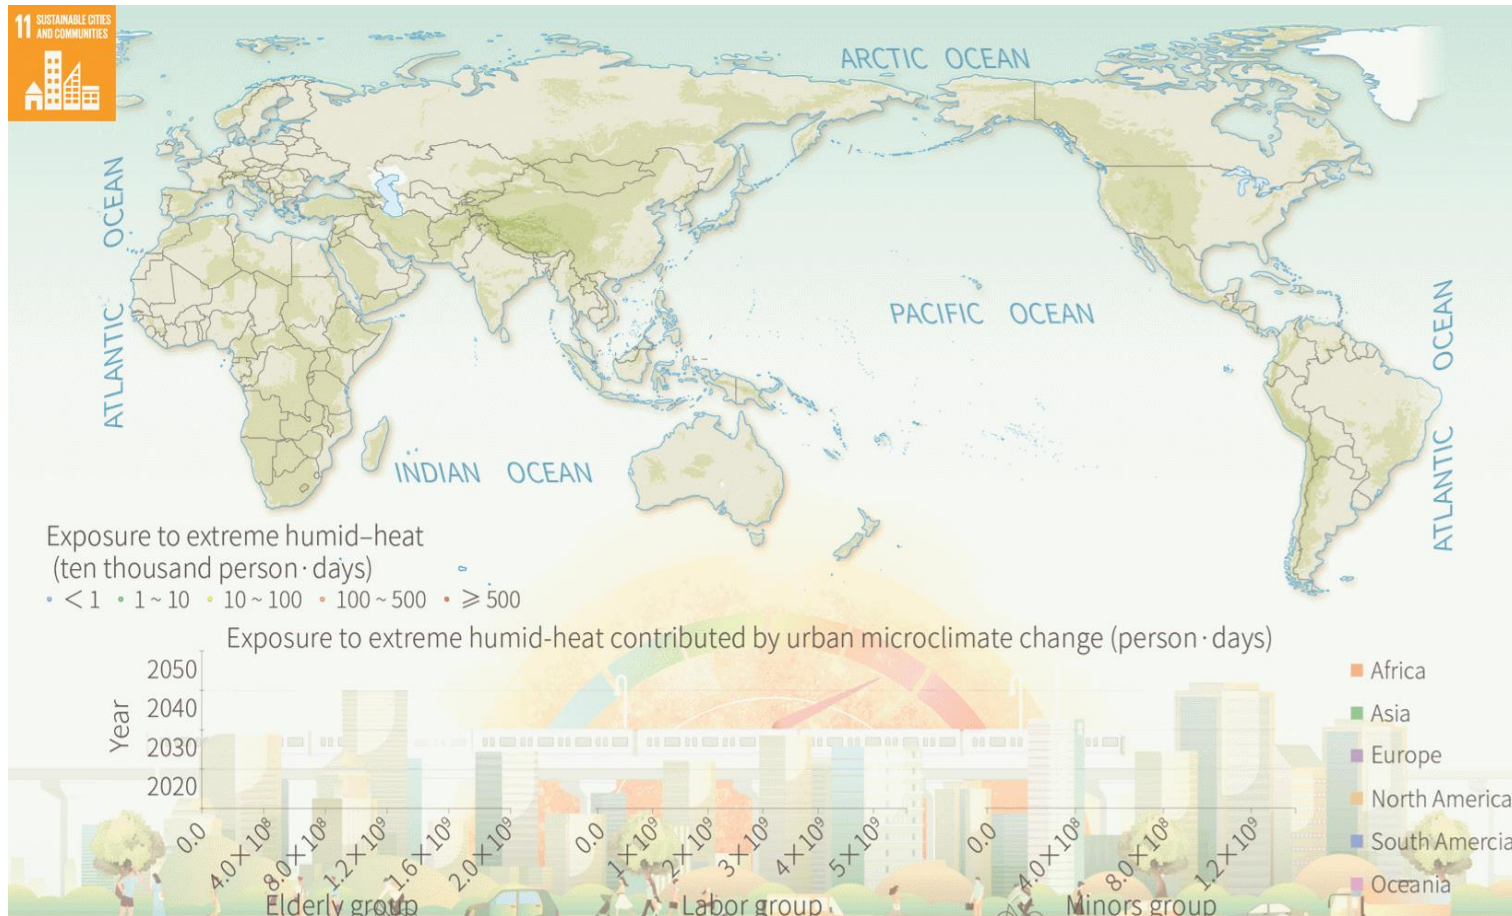 11 SUSTAINABLE CITIES
AND COMMUNITIES
ARCTIC OCEAN
ATLANTIC OCEAN
PACIFIC OCEAN
INDIAN OCEAN
ATLANTIC OCEAN
Exposure to extreme humid–heat
(ten thousand person·days)
< 1 1 ~ 10 10 ~ 100 100 ~ 500 ⩾ 500
Exposure to extreme humid-heat contributed by urban microclimate change (person·days)
Year
2050
2040
2030
2020
0.0 4.0×10⁸ 8.0×10⁸ 1.2×10⁹ 1.6×10⁹ 2.0×10⁹
Elderly group
0.0 1×10⁹ 2×10⁹ 3×10⁹ 4×10⁹ 5×10⁹
Labor group
0.0 4.0×10⁸ 8.0×10⁸ 1.2×10⁹
Minors group
Africa
Asia
Europe
North America
South Amercia
Oceania